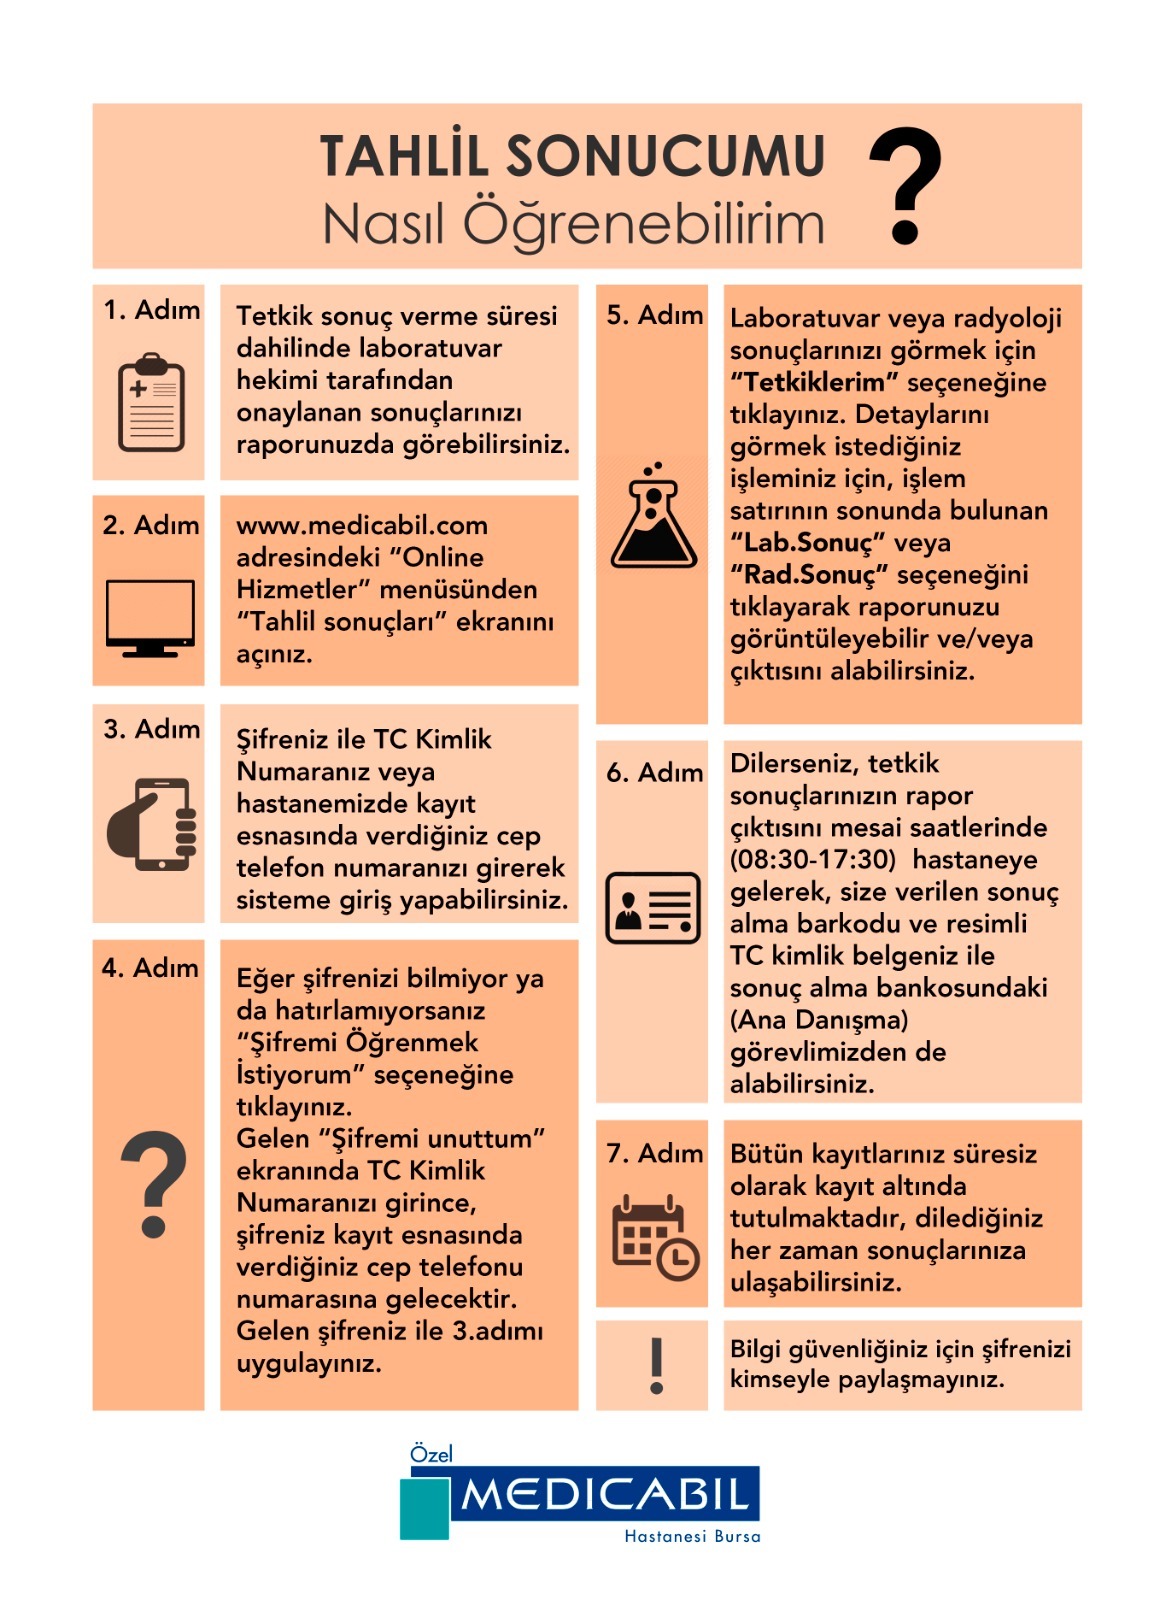 TAHLİL SONUCUMU
Nasıl Öğrenebilirim
?
1. Adım
Tetkik sonuç verme süresi
dahilinde laboratuvar
hekimi tarafından
onaylanan sonuçlarınızı
raporunuzda görebilirsiniz.
2. Adım
www.medicabil.com
adresindeki “Online
Hizmetler” menüsünden
“Tahlil sonuçları” ekranını
açınız.
3. Adım
Şifreniz ile TC Kimlik
Numaranız veya
hastanemizde kayıt
esnasında verdiğiniz cep
telefon numaranızı girerek
sisteme giriş yapabilirsiniz.
4. Adım
?
Eğer şifrenizi bilmiyor ya
da hatırlamıyorsanız
“Şifremi Öğrenmek
İstiyorum” seçeneğine
tıklayınız.
Gelen “Şifremi unuttum”
ekranında TC Kimlik
Numaranızı girince,
şifreniz kayıt esnasında
verdiğiniz cep telefonu
numarasına gelecektir.
Gelen şifreniz ile 3.adımı
uygulayınız.
5. Adım
Laboratuvar veya radyoloji
sonuçlarınızı görmek için
“Tetkiklerim” seçeneğine
tıklayınız. Detaylarını
görmek istediğiniz
işleminiz için, işlem
satırının sonunda bulunan
“Lab.Sonuç” veya
“Rad.Sonuç” seçeneğini
tıklayarak raporunuzu
görüntüleyebilir ve/veya
çıktısını alabilirsiniz.
6. Adım
Dilerseniz, tetkik
sonuçlarınızın rapor
çıktısını mesai saatlerinde
(08:30-17:30) hastaneye
gelerek, size verilen sonuç
alma barkodu ve resimli
TC kimlik belgeniz ile
sonuç alma bankosundaki
(Ana Danışma)
görevlimizden de
alabilirsiniz.
7. Adım
Bütün kayıtlarınız süresiz
olarak kayıt altında
tutulmaktadır, dilediğiniz
her zaman sonuçlarınıza
ulaşabilirsiniz.
!
Bilgi güvenliğiniz için şifrenizi
kimseyle paylaşmayınız.
Özel
MEDICABIL
Hastanesi Bursa